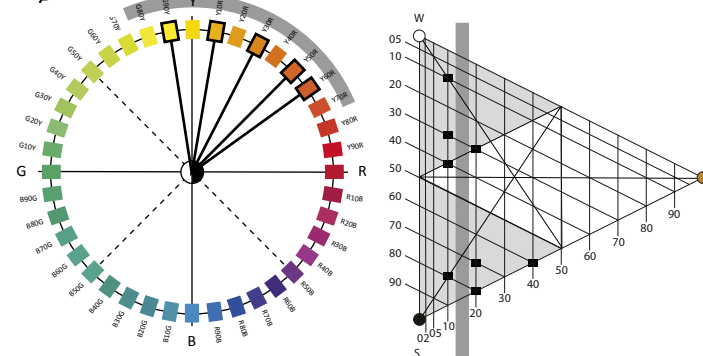 Y
G80Y
G90Y
Y10R
Y20R
Y30R
Y40R
Y50R
Y60R
Y70R
Y80R
Y90R
R
R10B
R20B
R30B
R40B
R50B
R60B
R70B
R80B
R90B
B
B10G
B20G
B30G
B40G
B50G
B60G
B70G
B80G
B90G
G
G10Y
G20Y
G30Y
G40Y
G50Y
G60Y
G70Y
W
05
10
20
30
40
50
60
70
80
90
S
02
05
10
20
30
40
50
60
70
80
90